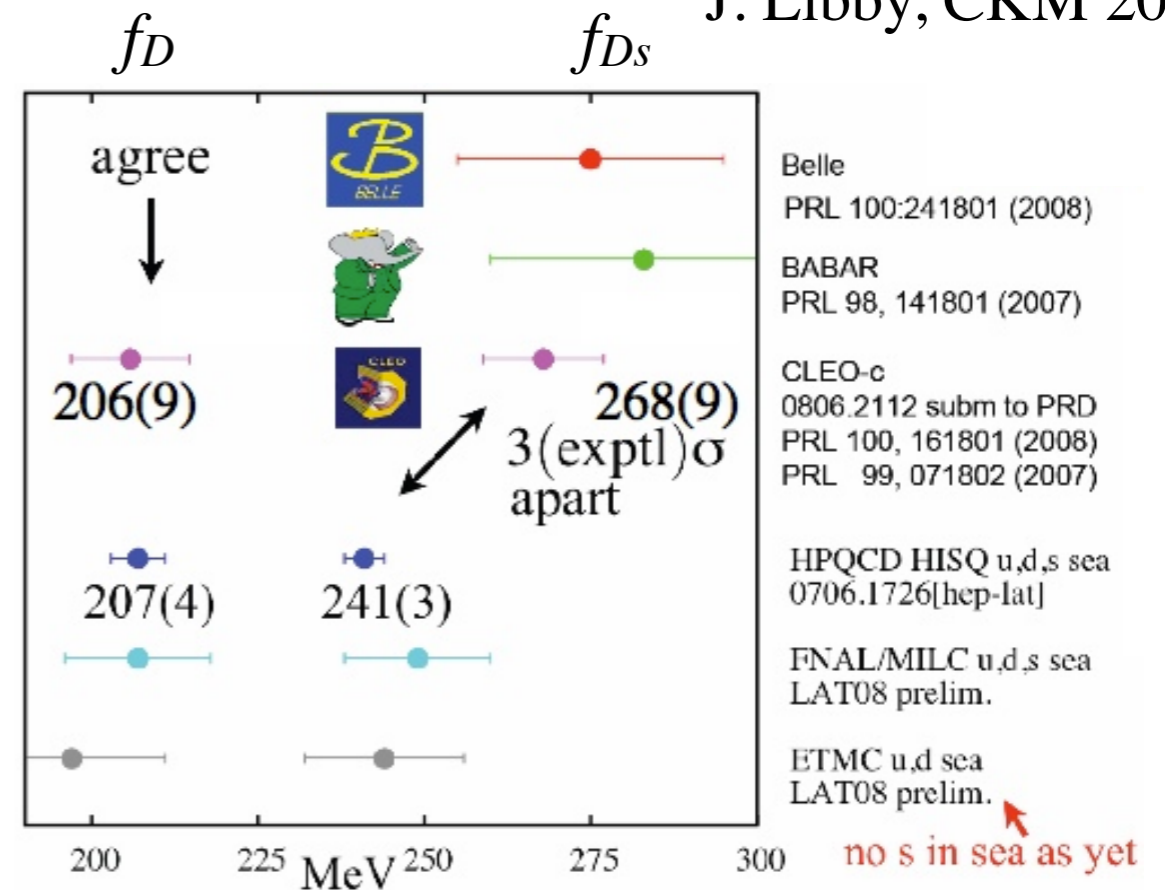 J. Libby, CKM 20
fD
fDs
agree
BELLE
Belle
PRL 100:241801 (2008)
BABAR
PRL 98, 141801 (2007)
CLEO
206(9)
268(9)
3(exptl)σ
apart
CLEO-c
0806.2112 subm to PRD
PRL 100, 161801 (2008)
PRL 99, 071802 (2007)
207(4)
241(3)
HPQCD HISQ u,d,s sea
0706.1726[hep-lat]
FNAL/MILC u,d,s sea
LAT08 prelim.
ETMC u,d sea
LAT08 prelim.
no s in sea as yet
200 225 MeV 250 275 300